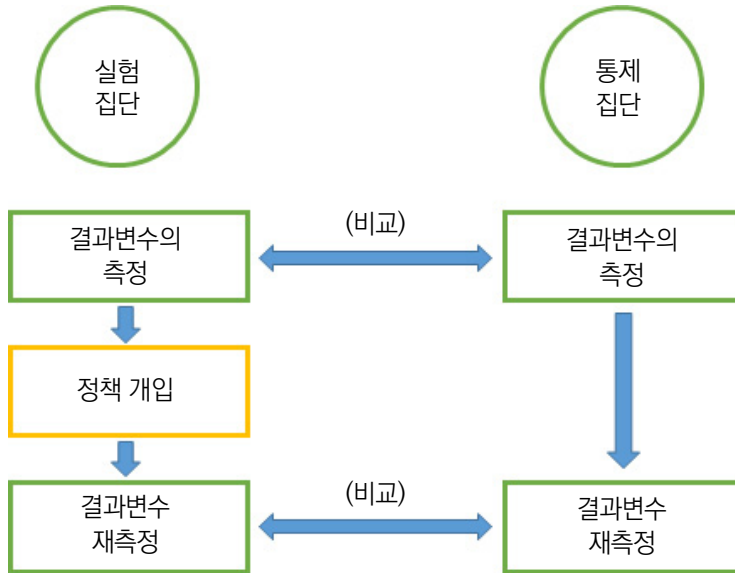 실험
집단
통제
집단
결과변수의
측정
(비교)
결과변수의
측정
정책 개입
결과변수
재측정
(비교)
결과변수
재측정